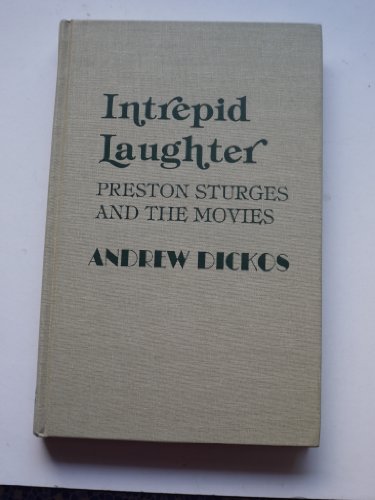 Intrepid
Laughter
PRESTON STURGES
AND THE MOVIES
ANDREW DICKOS